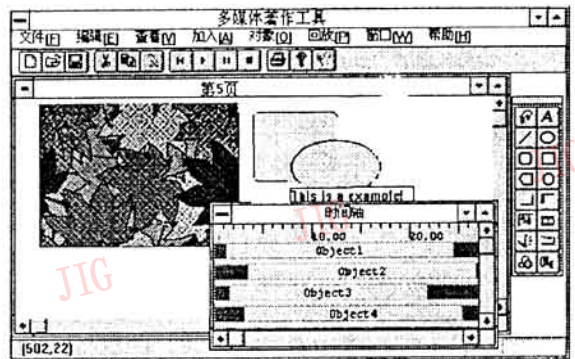 多媒体著作工具
文件[F] 编辑[E] 查看[V] 加入[A] 对象[O] 回放[P] 窗口[W] 帮助[H]
第5页
A
This is a example!
时间轴
10.00 20.00
Object1
Object2
Object3
Object4
JIG
JIG
(502,22)